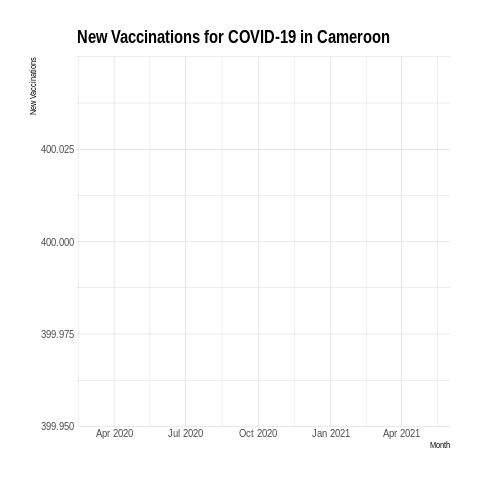 New Vaccinations for COVID-19 in Cameroon
New Vaccinations
400.025
400.000
399.975
399.950
Apr 2020 Jul 2020 Oct 2020 Jan 2021 Apr 2021
Month